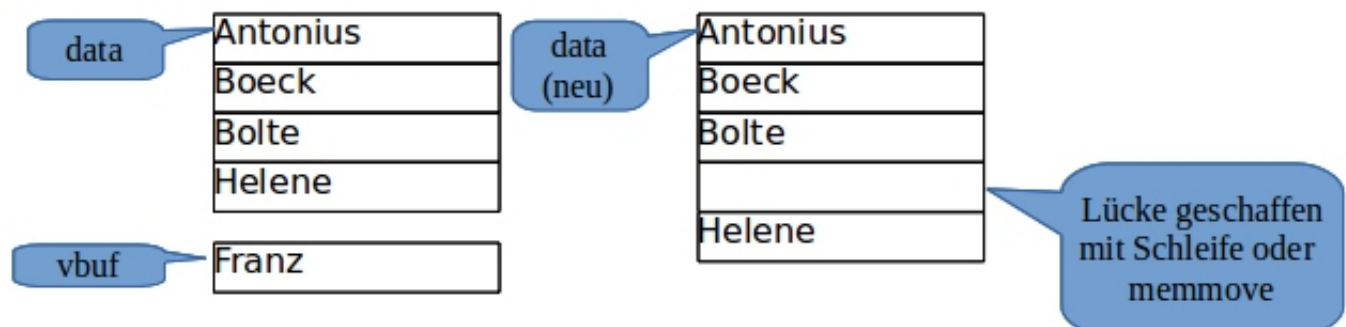 data
Antonius
Boeck
Bolte
Helene
vbuf
Franz
data
(neu)
Antonius
Boeck
Bolte
Helene
Lücke geschaffen
mit Schleife oder
memmove